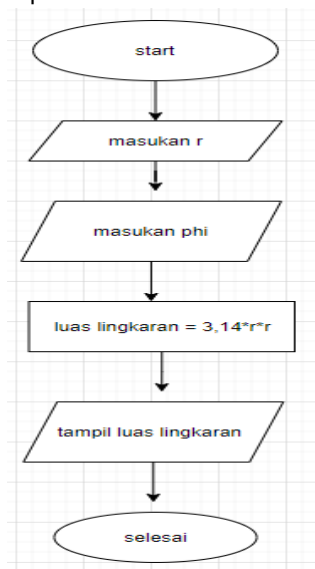 start
masukan r
masukan phi
luas lingkaran = 3,14*r*r
tampil luas lingkaran
selesai